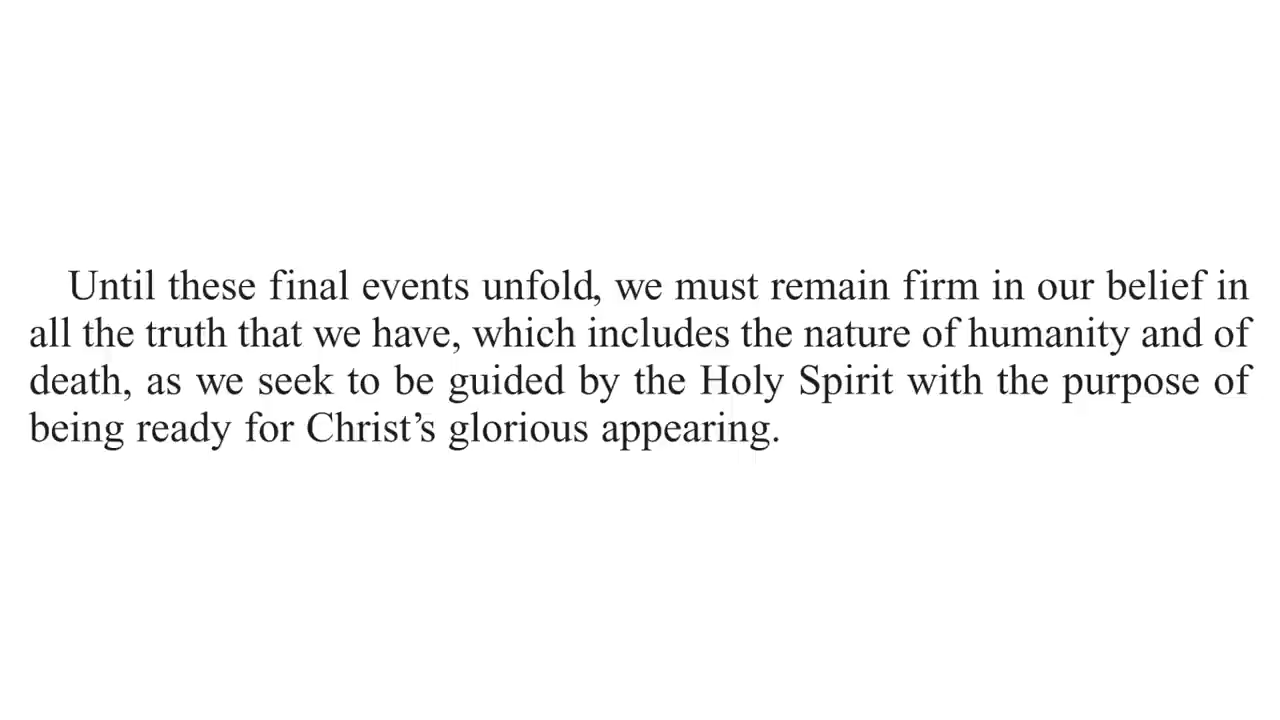 Until these final events unfold, we must remain firm in our belief in
all the truth that we have, which includes the nature of humanity and of
death, as we seek to be guided by the Holy Spirit with the purpose of
being ready for Christ’s glorious appearing.